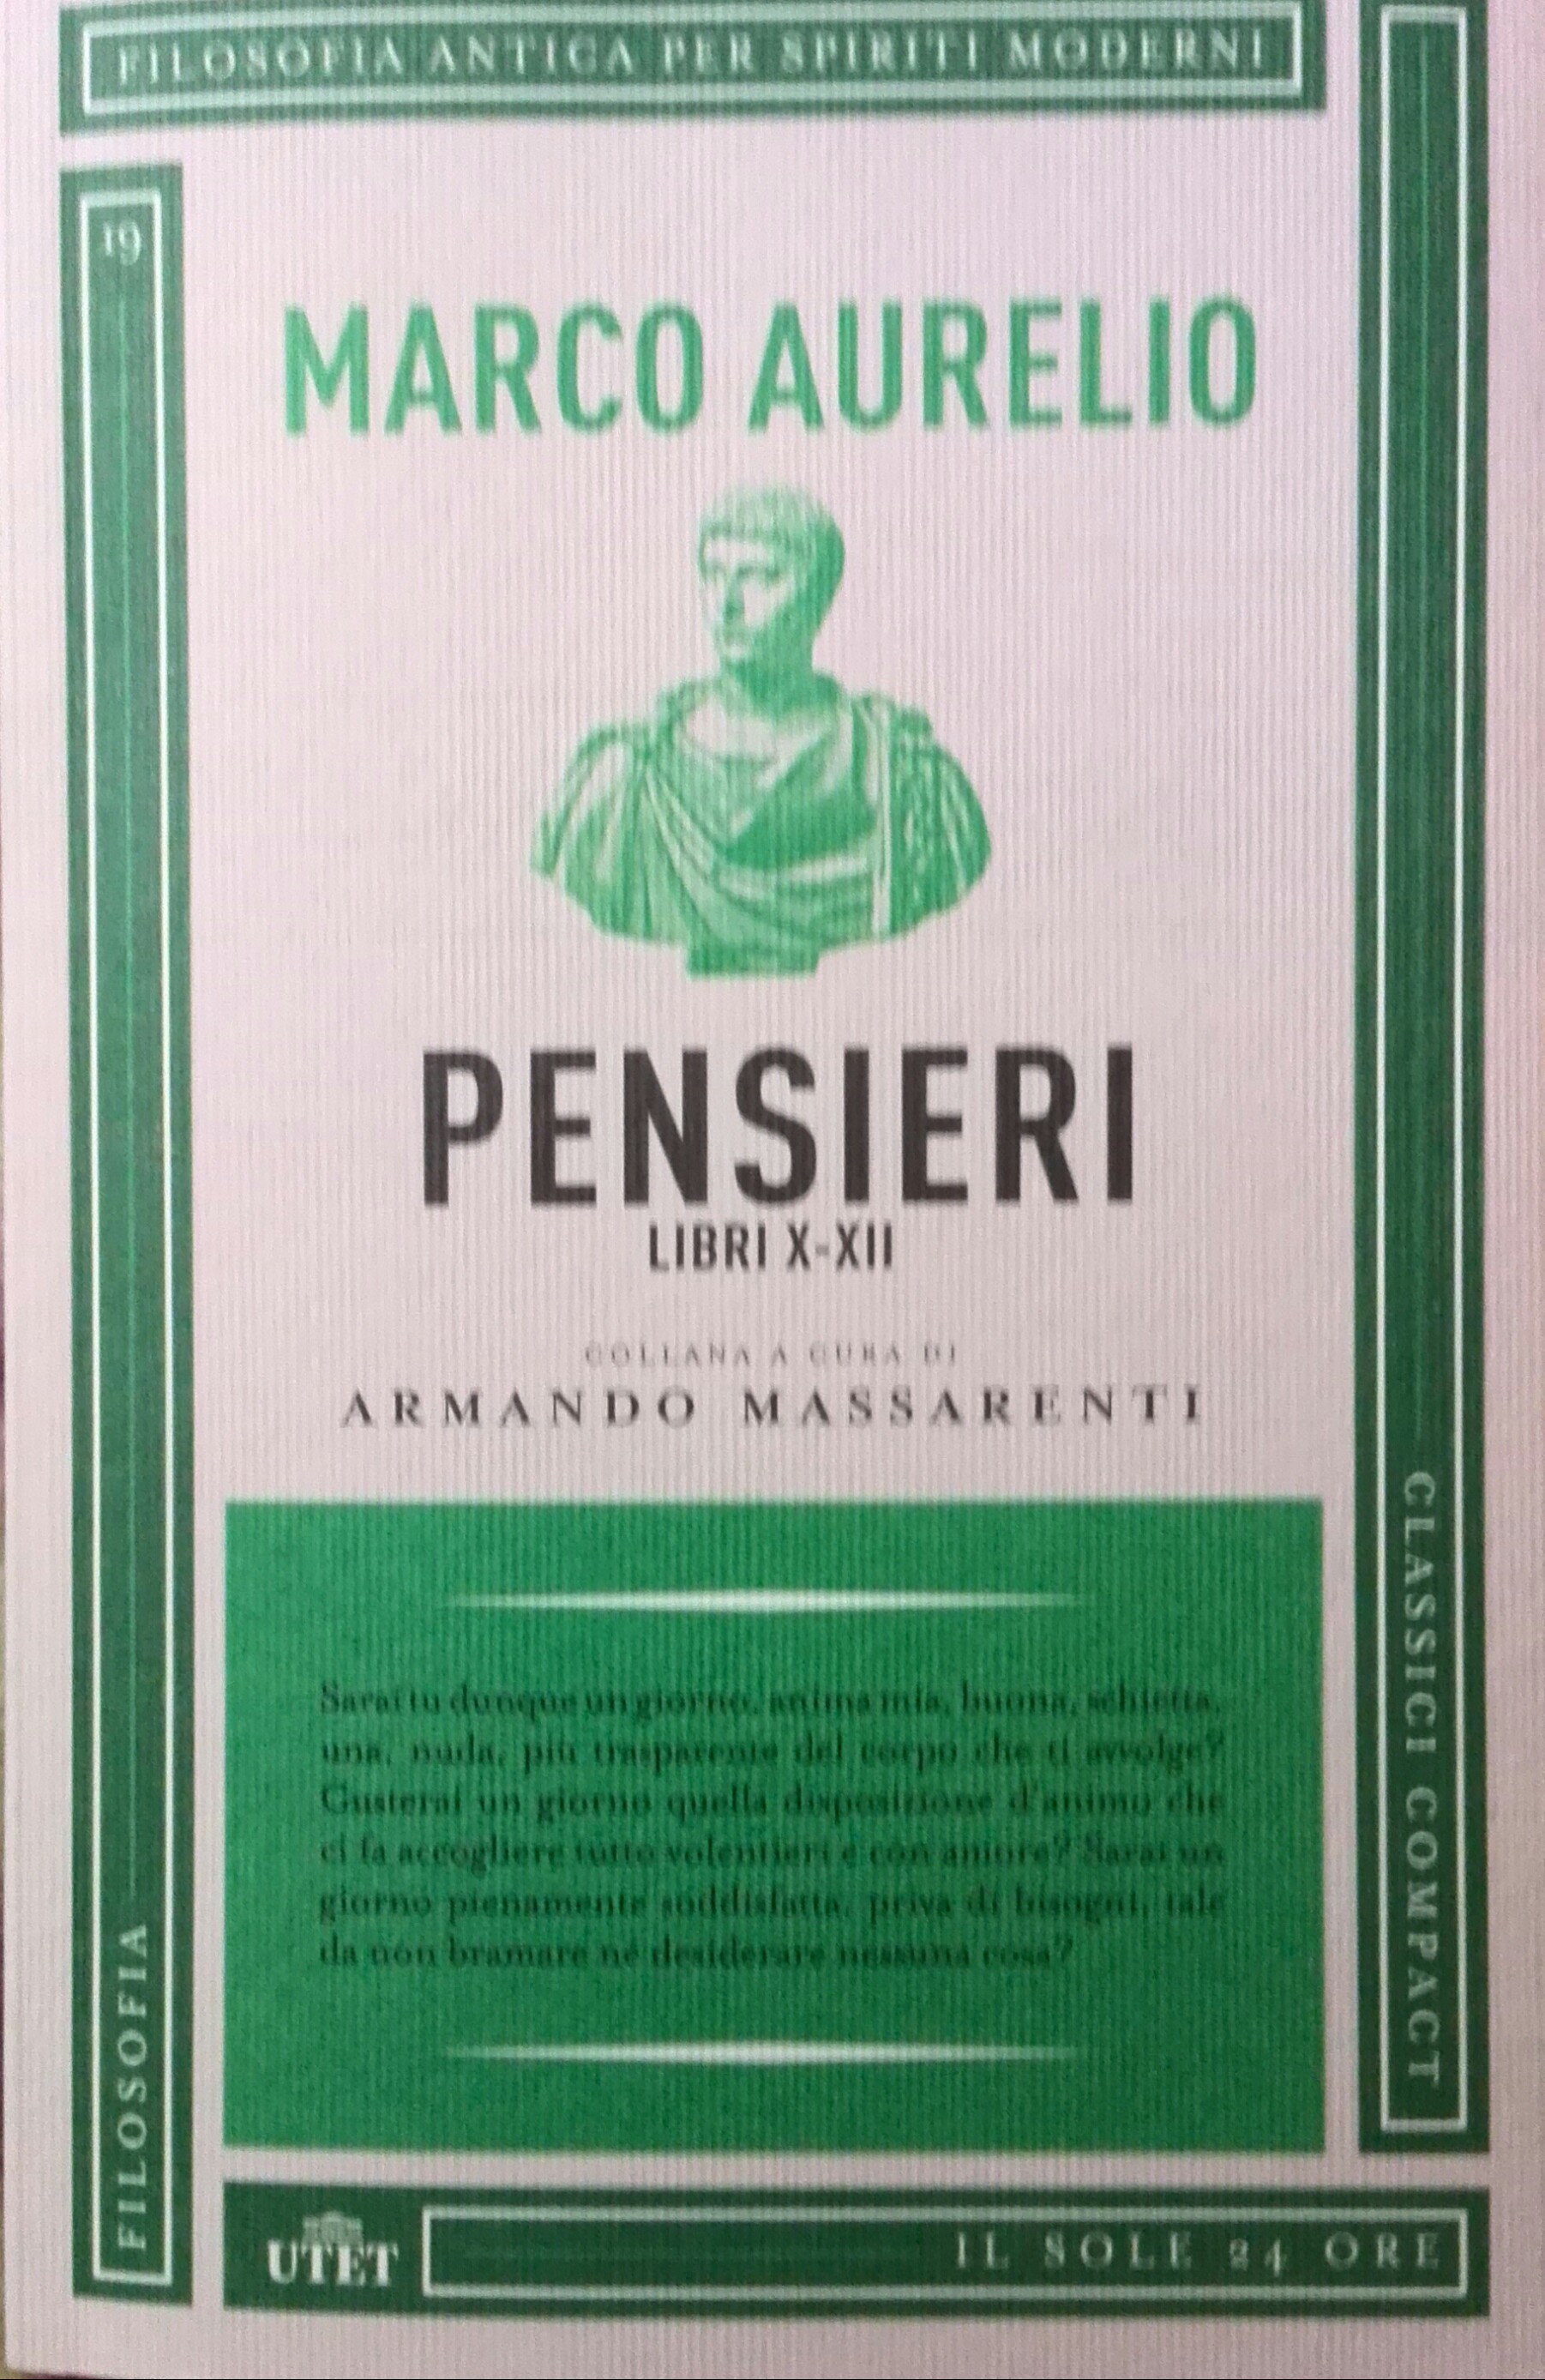 FILOSOFIA ANTICA PER SPIRITI MODERNI
19
MARCO AURELIO
PENSIERI
LIBRI X-XII
COLLANA A CURA DI
ARMANDO MASSARENTI
Sarai tu dunque un giorno, anima mia, buona, schietta,
una, nuda, più trasparente del corpo che ti avvolge?
Gusterai un giorno quella disposizione d'animo che
ci fa accogliere tutto volentieri e con amore? Sarai un
giorno pienamente soddisfatta, priva di bisogni, tale
da non bramare né desiderare nessuna cosa?
FILOSOFIA
CLASSICI COMPACT
UTET
IL SOLE 24 ORE